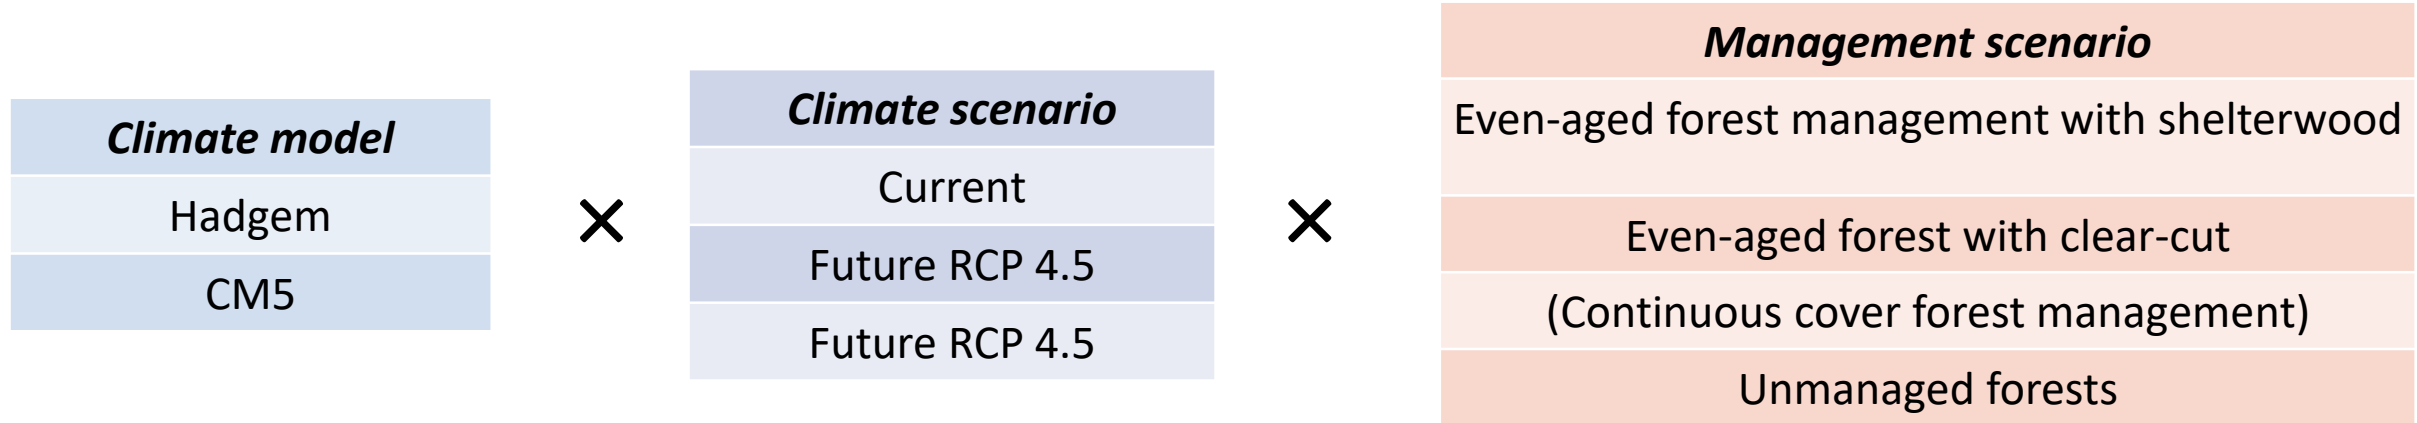 Climate model
Hadgem
CM5
×
Climate scenario
Current
Future RCP 4.5
Future RCP 4.5
×
Management scenario
Even-aged forest management with shelterwood
Even-aged forest with clear-cut
(Continuous cover forest management)
Unmanaged forests